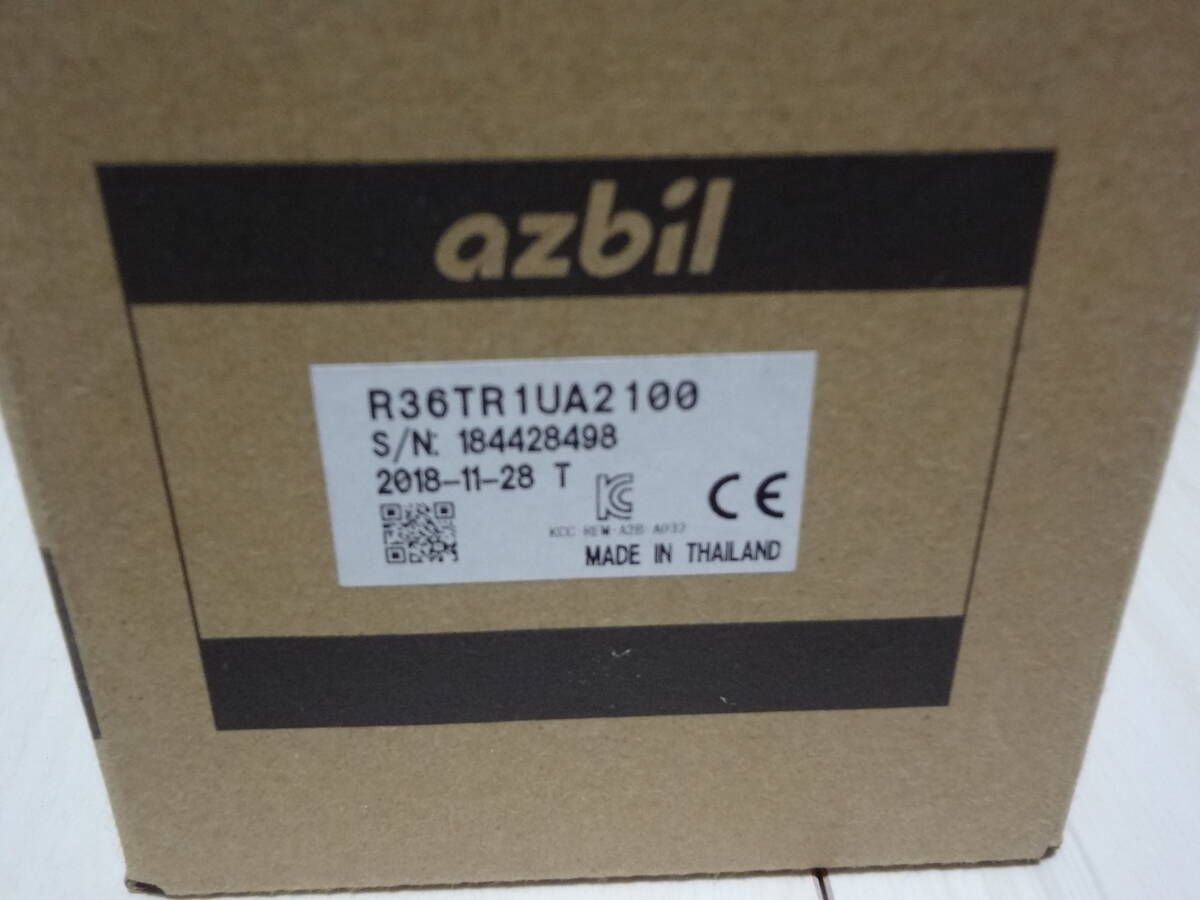 azbil
R36TR1UA2100
S/N: 184428498
2018-11-28 T
CE
MADE IN THAILAND